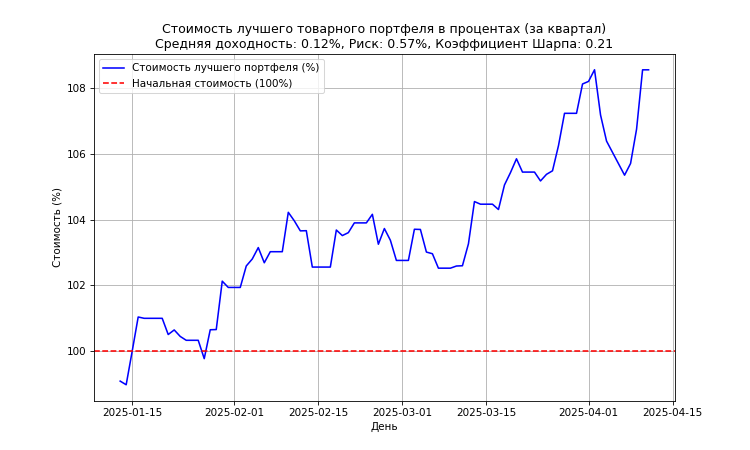 Стоимость лучшего товарного портфеля в процентах (за квартал)
Средняя доходность: 0.12%, Риск: 0.57%, Коэффициент Шарпа: 0.21
Стоимость лучшего портфеля (%)
Начальная стоимость (100%)
Стоимость (%)
108
106
104
102
100
2025-01-15
2025-02-01
2025-02-15
2025-03-01
2025-03-15
2025-04-01
2025-04-15
День